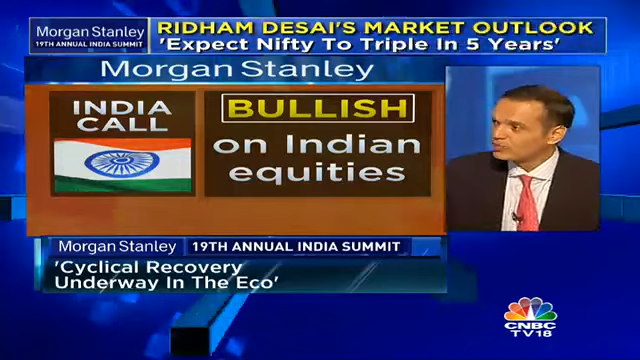 Morgan Stanley
19TH ANNUAL INDIA SUMMIT
RIDHAM DESAI'S MARKET OUTLOOK
'Expect Nifty To Triple In 5 Years'
Morgan Stanley
INDIA
CALL
BULLISH
on Indian
equities
Morgan Stanley 19TH ANNUAL INDIA SUMMIT
'Cyclical Recovery
Underway In The Eco'
CNBC
TV18